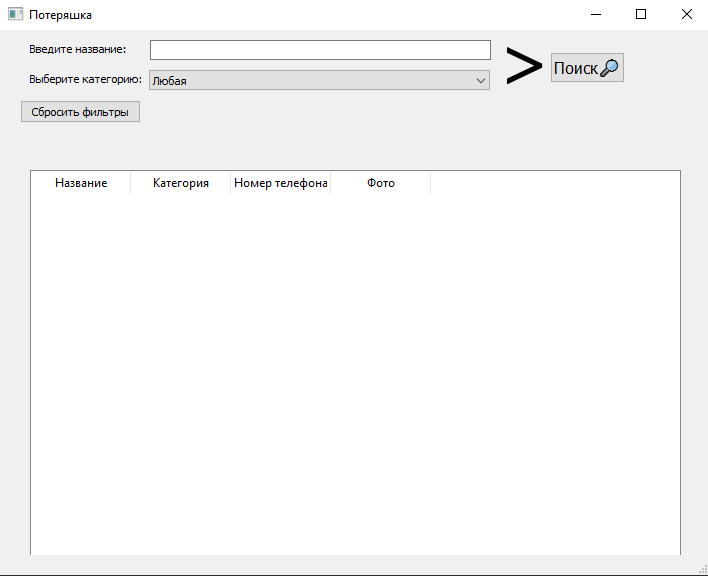 Потеряшка
Введите название:
>
Поиск
Выберите категорию: Любая
Сбросить фильтры
Название Категория Номер телефона Фото